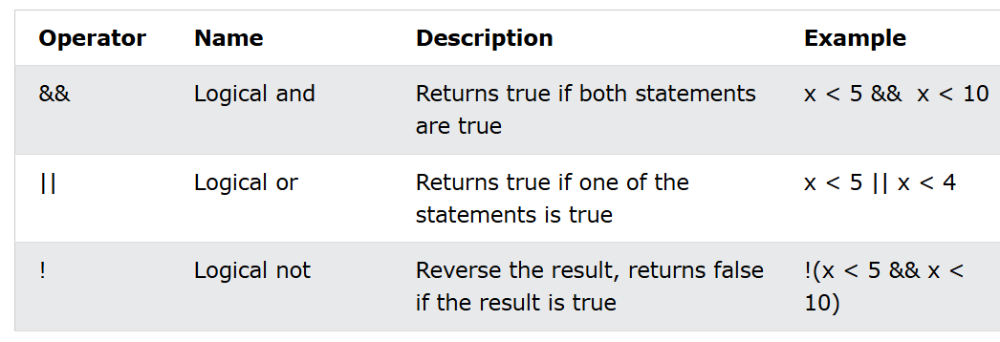 Operator Name Description Example
&& Logical and Returns true if both statements x < 5 &&  x < 10
are true
|| Logical or Returns true if one of the x < 5 || x < 4
statements is true
! Logical not Reverse the result, returns false !(x < 5 && x <
if the result is true 10)